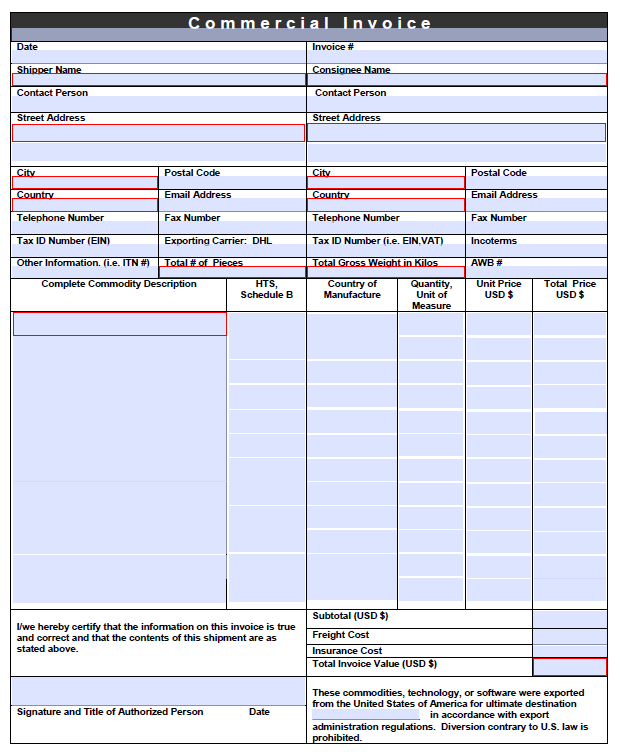 Commercial Invoice
Date Invoice #
Shipper Name Consignee Name
Contact Person Contact Person
Street Address Street Address
City Postal Code City Postal Code
Country Email Address Country Email Address
Telephone Number Fax Number Telephone Number Fax Number
Tax ID Number (EIN) Exporting Carrier: DHL Tax ID Number (i.e. EIN,VAT) Incoterms
Other Information. (i.e. ITN #) Total # of Pieces Total Gross Weight in Kilos AWB #
Complete Commodity Description HTS, Country of Quantity, Unit Price Total Price
Schedule B Manufacture Unit of USD $ USD $
Measure
Subtotal (USD $)
I/we hereby certify that the information on this invoice is true
and correct and that the contents of this shipment are as
stated above.
Freight Cost
Insurance Cost
Total Invoice Value (USD $)
Signature and Title of Authorized Person Date
These commodities, technology, or software were exported
from the United States of America for ultimate destination
in accordance with export
administration regulations. Diversion contrary to U.S. law is
prohibited.